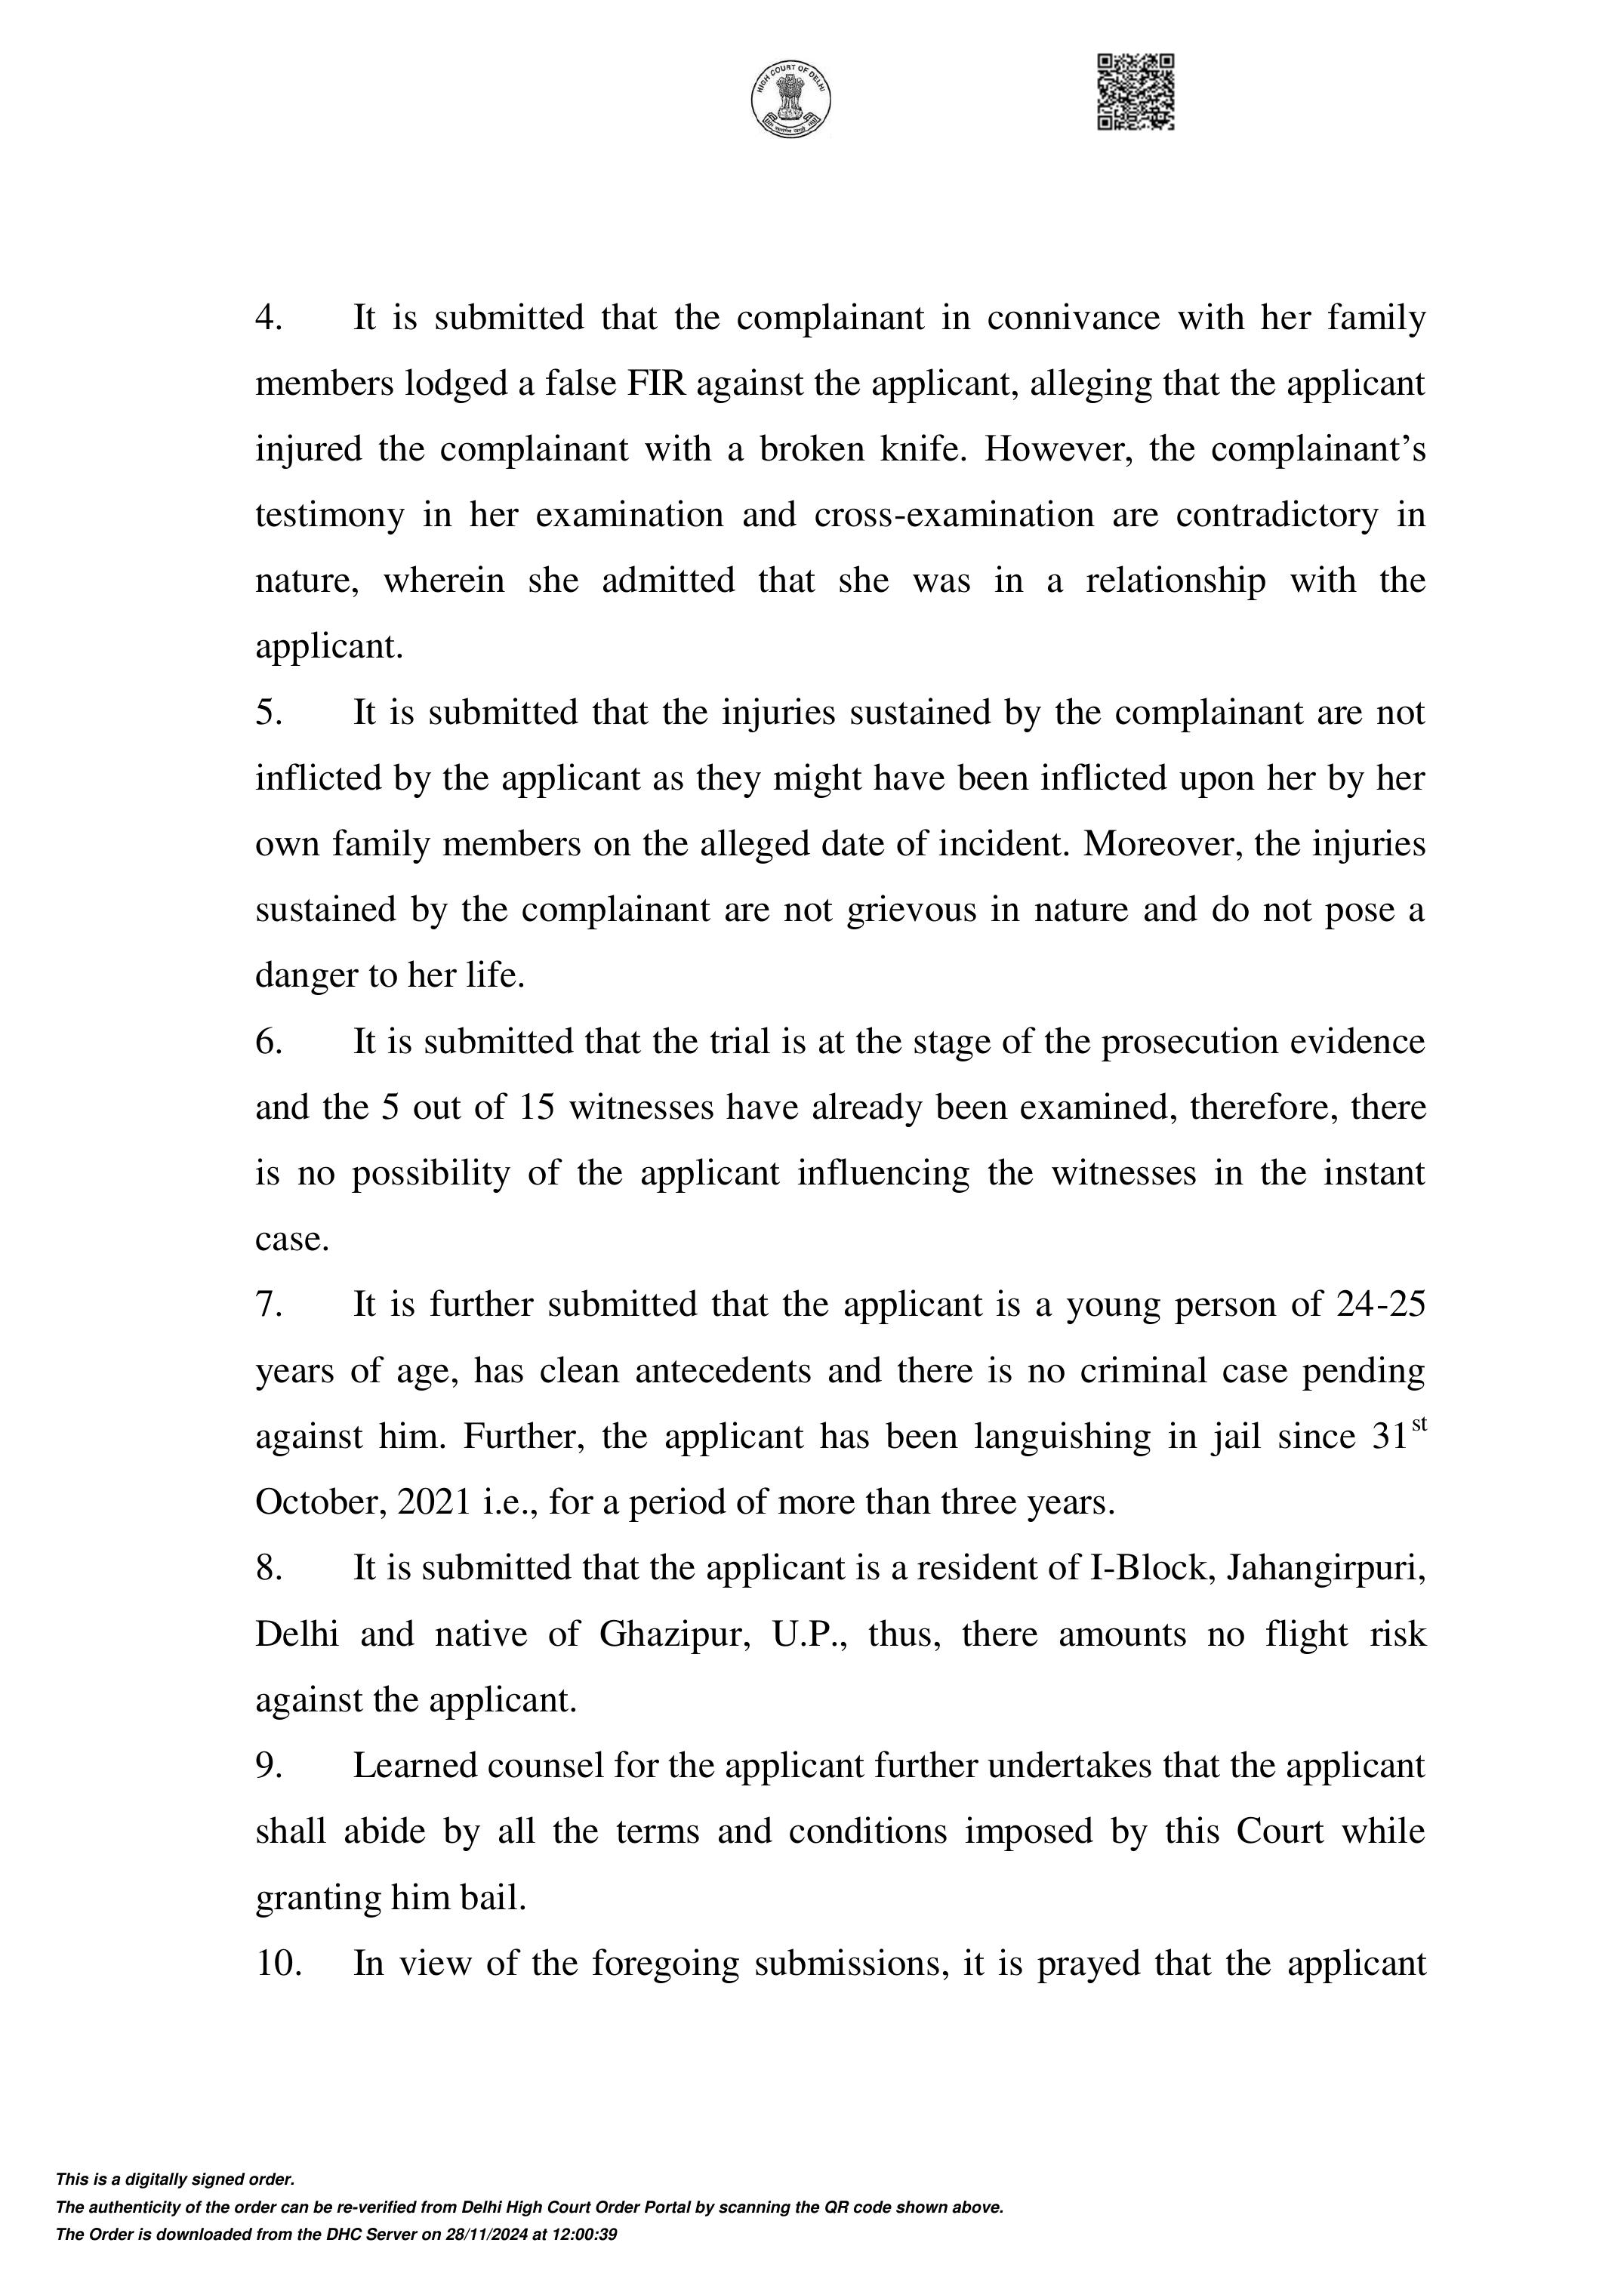 HIGH COURT OF DELHI
4. It is submitted that the complainant in connivance with her family
members lodged a false FIR against the applicant, alleging that the applicant
injured the complainant with a broken knife. However, the complainant’s
testimony in her examination and cross-examination are contradictory in
nature, wherein she admitted that she was in a relationship with the
applicant.
5. It is submitted that the injuries sustained by the complainant are not
inflicted by the applicant as they might have been inflicted upon her by her
own family members on the alleged date of incident. Moreover, the injuries
sustained by the complainant are not grievous in nature and do not pose a
danger to her life.
6. It is submitted that the trial is at the stage of the prosecution evidence
and the 5 out of 15 witnesses have already been examined, therefore, there
is no possibility of the applicant influencing the witnesses in the instant
case.
7. It is further submitted that the applicant is a young person of 24-25
years of age, has clean antecedents and there is no criminal case pending
against him. Further, the applicant has been languishing in jail since 31st
October, 2021 i.e., for a period of more than three years.
8. It is submitted that the applicant is a resident of I-Block, Jahangirpuri,
Delhi and native of Ghazipur, U.P., thus, there amounts no flight risk
against the applicant.
9. Learned counsel for the applicant further undertakes that the applicant
shall abide by all the terms and conditions imposed by this Court while
granting him bail.
10. In view of the foregoing submissions, it is prayed that the applicant
This is a digitally signed order.
The authenticity of the order can be re-verified from Delhi High Court Order Portal by scanning the QR code shown above.
The Order is downloaded from the DHC Server on 28/11/2024 at 12:00:39